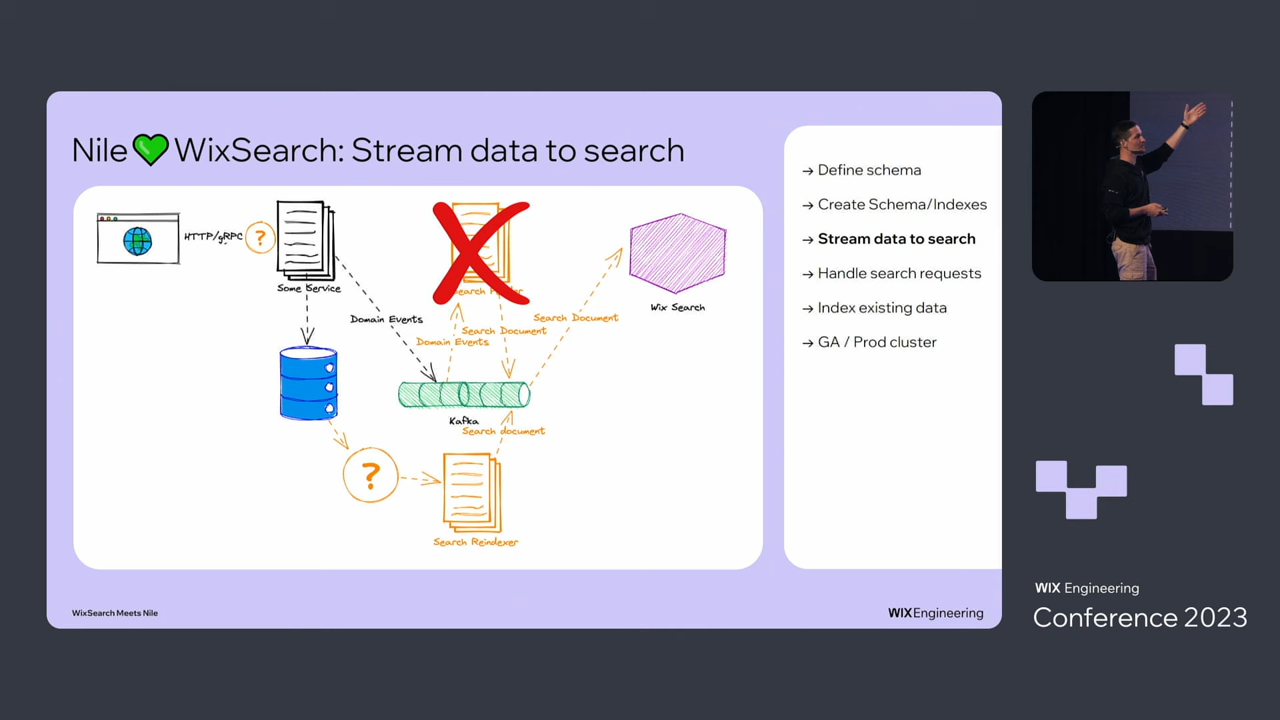 Nile💚WixSearch: Stream data to search
HTTP/gRPC
?
Some Service
Domain Events
Domain Events
Search Document
Search Document
Wix Search
Kafka
Search document
?
Search Reindexer
→ Define schema
→ Create Schema/Indexes
→ Stream data to search
→ Handle search requests
→ Index existing data
→ GA / Prod cluster
WixSearch Meets Nile
WIXEngineering
WIX Engineering
Conference 2023